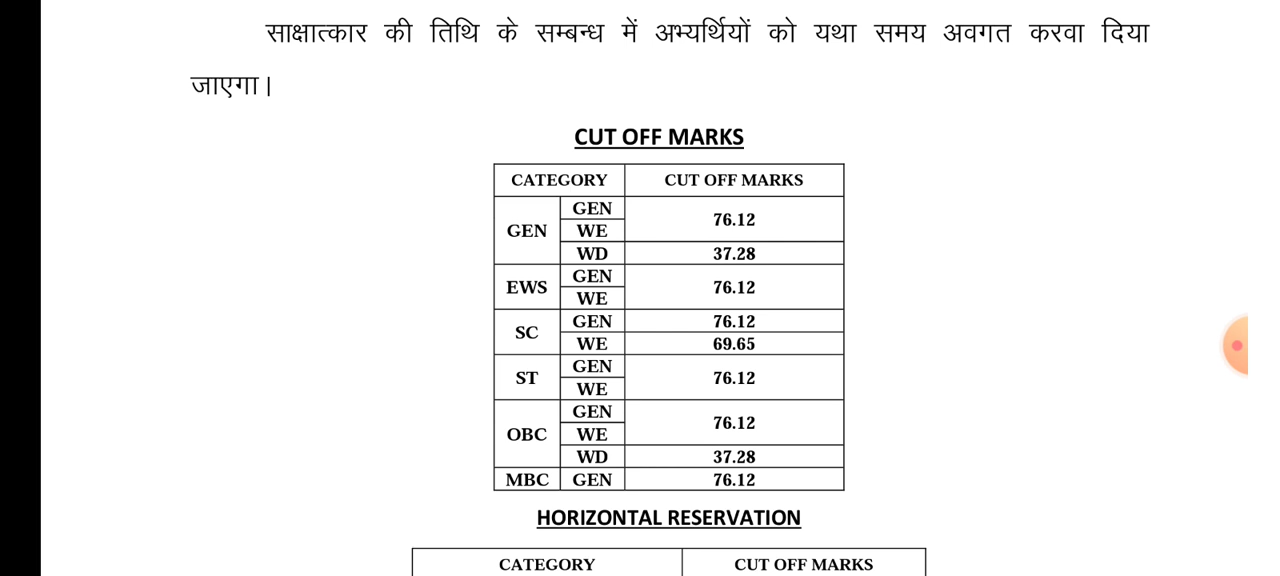 साक्षात्कार की तिथि के सम्बन्ध में अभ्यर्थियों को यथा समय अवगत करवा दिया
जाएगा।
CUT OFF MARKS
CATEGORY CUT OFF MARKS
GEN GEN 76.12
WE
WD 37.28
EWS GEN 76.12
WE
SC GEN 76.12
WE 69.65
ST GEN 76.12
WE
OBC GEN 76.12
WE
WD 37.28
MBC GEN 76.12
HORIZONTAL RESERVATION
CATEGORY CUT OFF MARKS